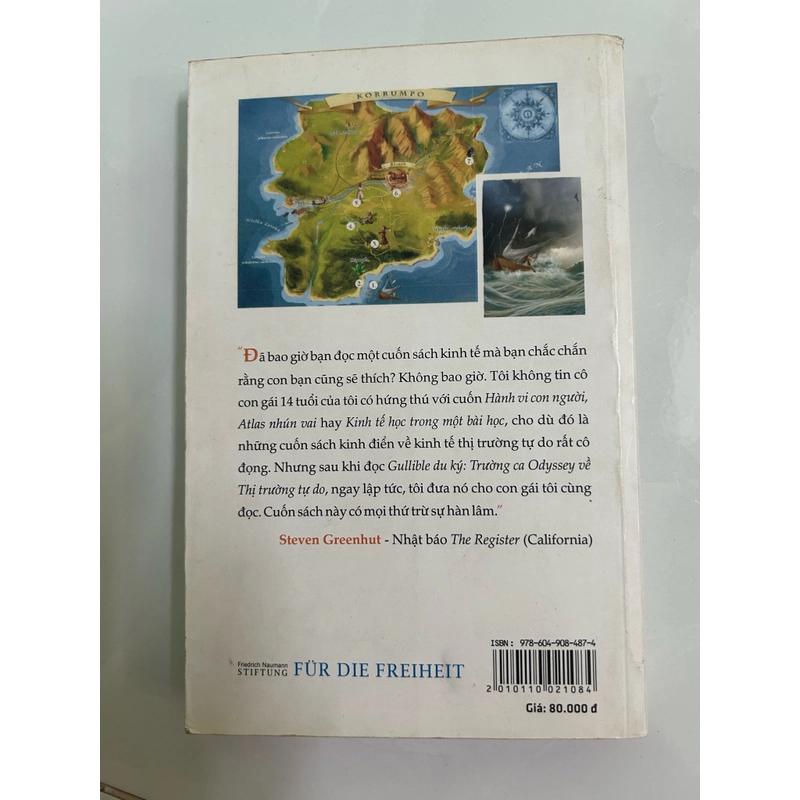 KORRUMPO
1
2
3
4
5
6
7
“Đã bao giờ bạn đọc một cuốn sách kinh tế mà bạn chắc chắn
rằng con bạn cũng sẽ thích? Không bao giờ. Tôi không tin cô
con gái 14 tuổi của tôi có hứng thú với cuốn Hành vi con người,
Atlas nhún vai hay Kinh tế học trong một bài học, cho dù đó là
những cuốn sách kinh điển về kinh tế thị trường tự do rất cô
đọng. Nhưng sau khi đọc Gullible du ký: Trường ca Odyssey về
Thị trường tự do, ngay lập tức, tôi đưa nó cho con gái tôi cùng
đọc. Cuốn sách này có mọi thứ trừ sự hàn lâm.”
Steven Greenhut - Nhật báo The Register (California)
ISBN: 978-604-908-487-4
Friedrich Naumann
STIFTUNG FÜR DIE FREIHEIT
2 010110 021084
Giá: 80.000 đ